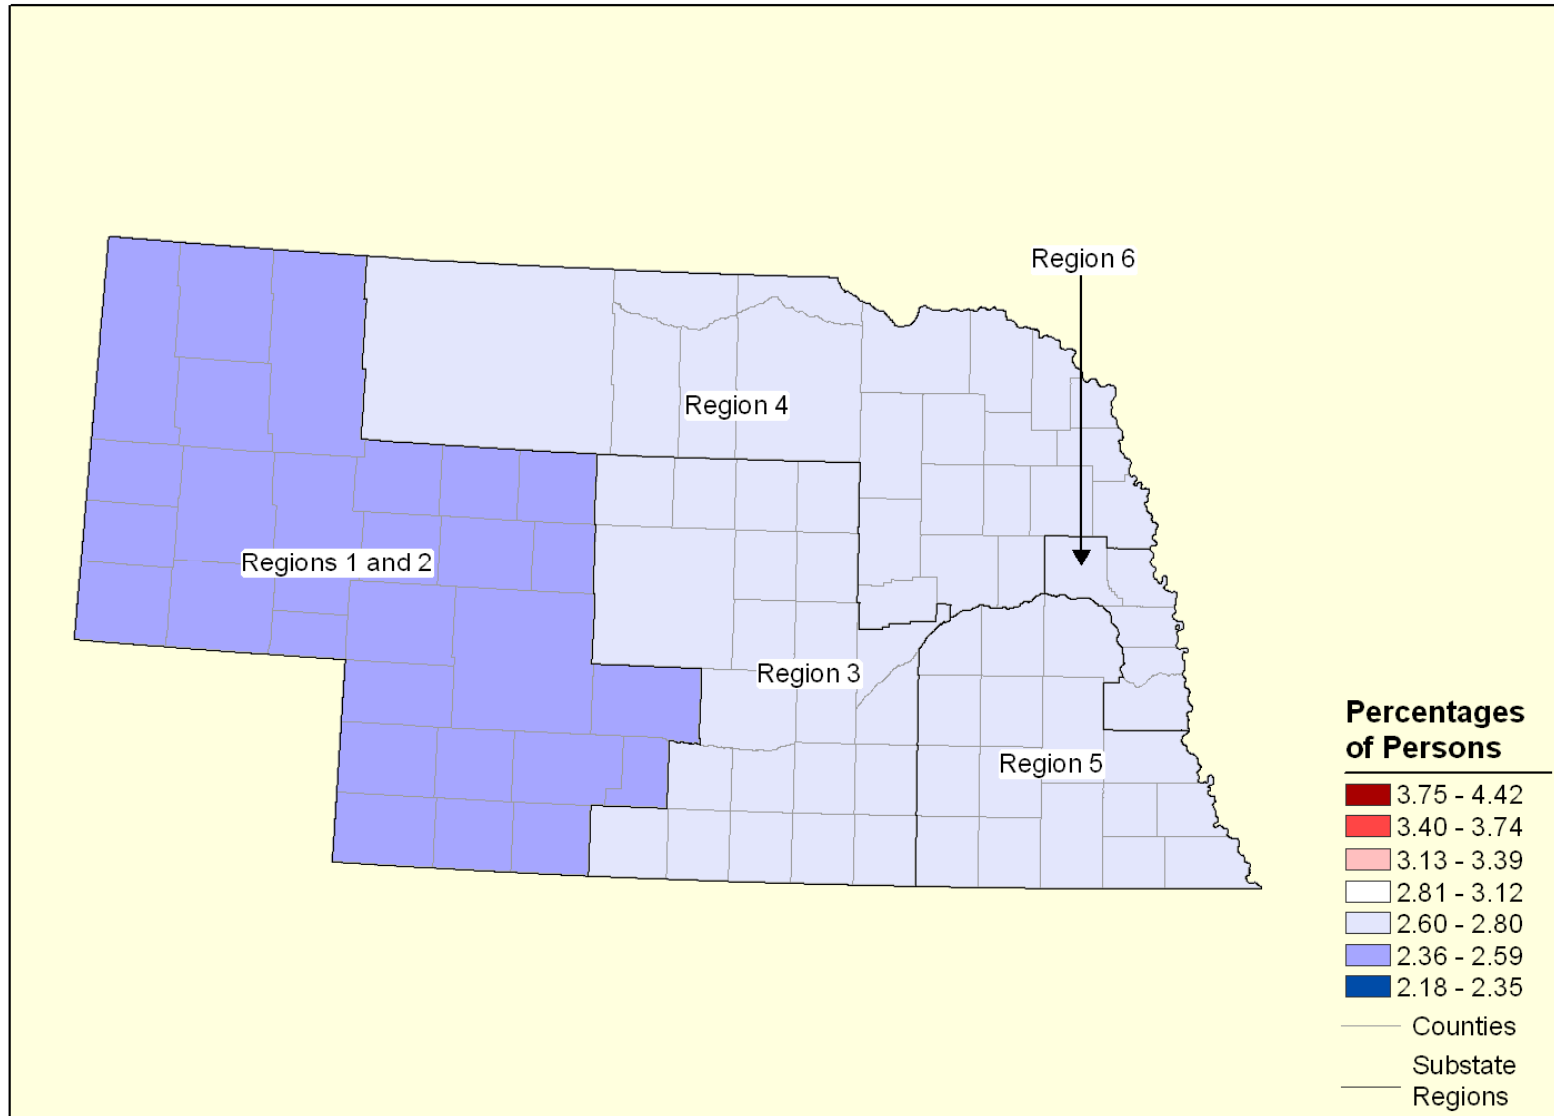 Region 6
Region 4
Regions 1 and 2
Region 3
Region 5
Percentages
of Persons
3.75 - 4.42
3.40 - 3.74
3.13 - 3.39
2.81 - 3.12
2.60 - 2.80
2.36 - 2.59
2.18 - 2.35
Counties
Substate
Regions